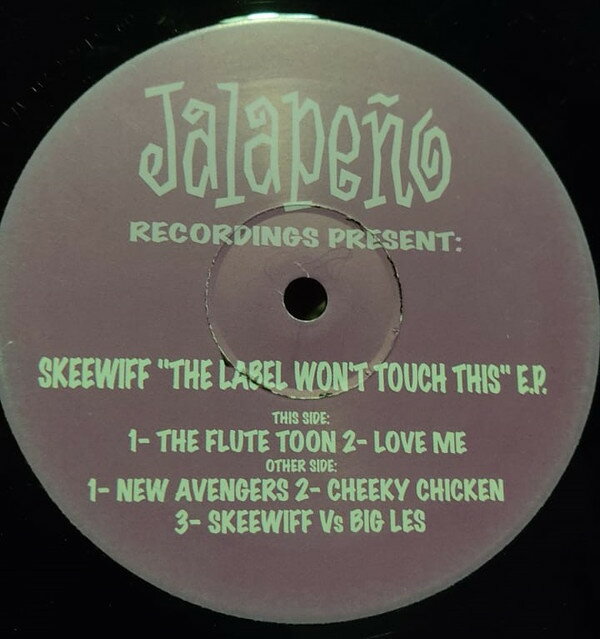 Jalapeño
RECORDINGS PRESENT:
SKEEWIFF "THE LABEL WON'T TOUCH THIS" E.P.
THIS SIDE:
1- THE FLUTE TOON 2- LOVE ME
OTHER SIDE:
1- NEW AVENGERS 2- CHEEKY CHICKEN
3- SKEEWIFF Vs BIG LES